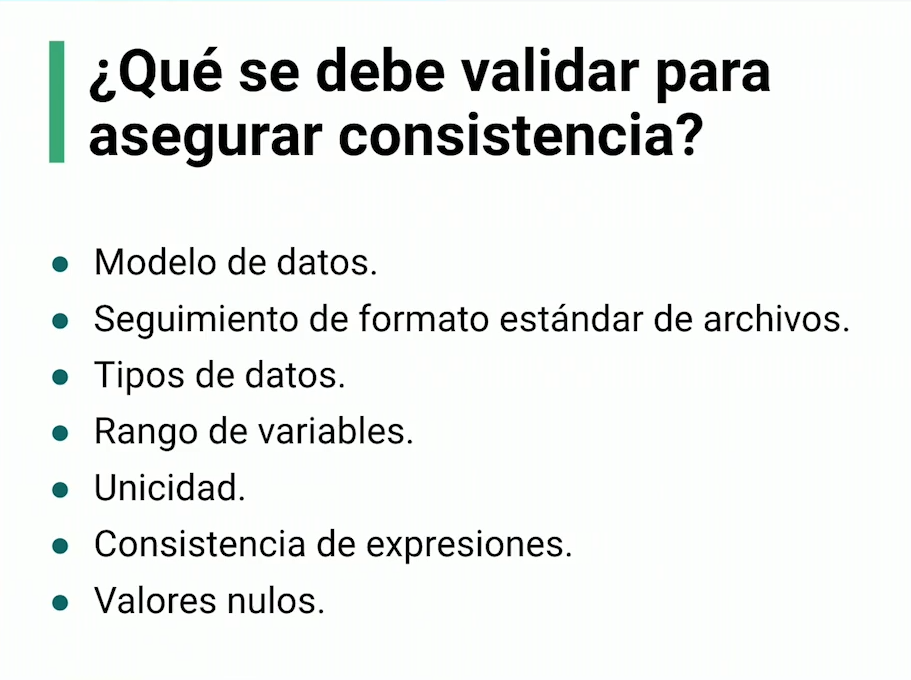 ¿Qué se debe validar para
asegurar consistencia?
● Modelo de datos.
● Seguimiento de formato estándar de archivos.
● Tipos de datos.
● Rango de variables.
● Unicidad.
● Consistencia de expresiones.
● Valores nulos.